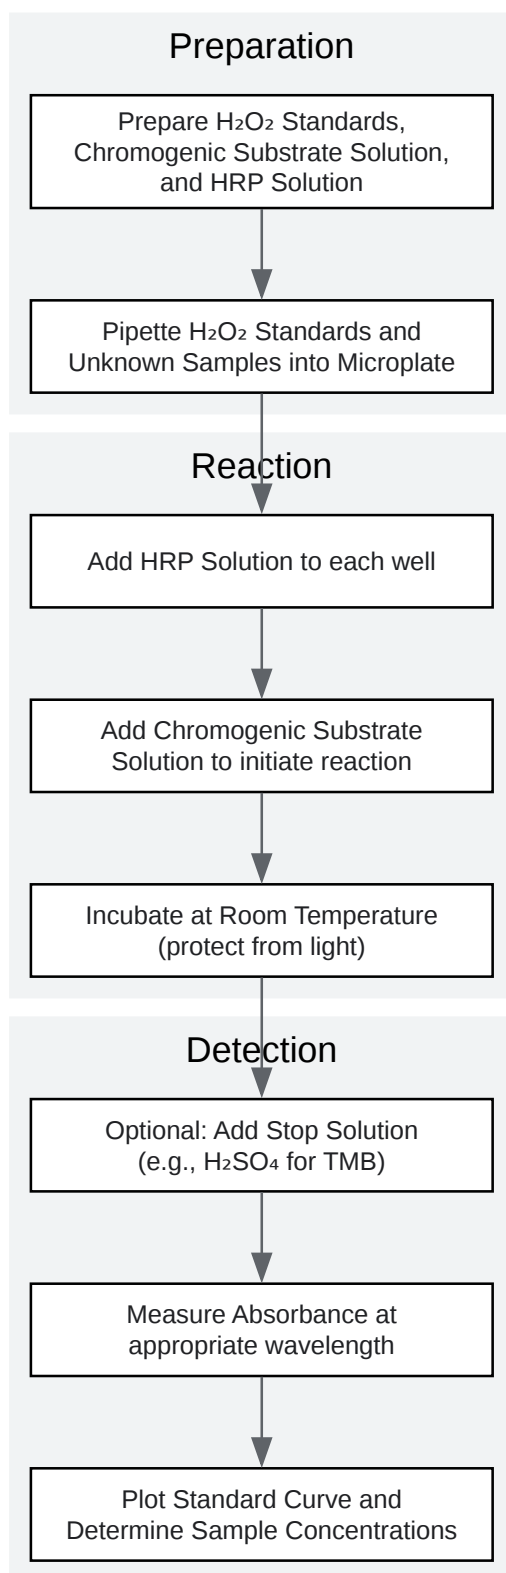 Preparation
Prepare H₂O₂ Standards,
Chromogenic Substrate Solution,
and HRP Solution
Pipette H₂O₂ Standards and
Unknown Samples into Microplate
Reaction
Add HRP Solution to each well
Add Chromogenic Substrate
Solution to initiate reaction
Incubate at Room Temperature
(protect from light)
Detection
Optional: Add Stop Solution
(e.g., H₂SO₄ for TMB)
Measure Absorbance at
appropriate wavelength
Plot Standard Curve and
Determine Sample Concentrations